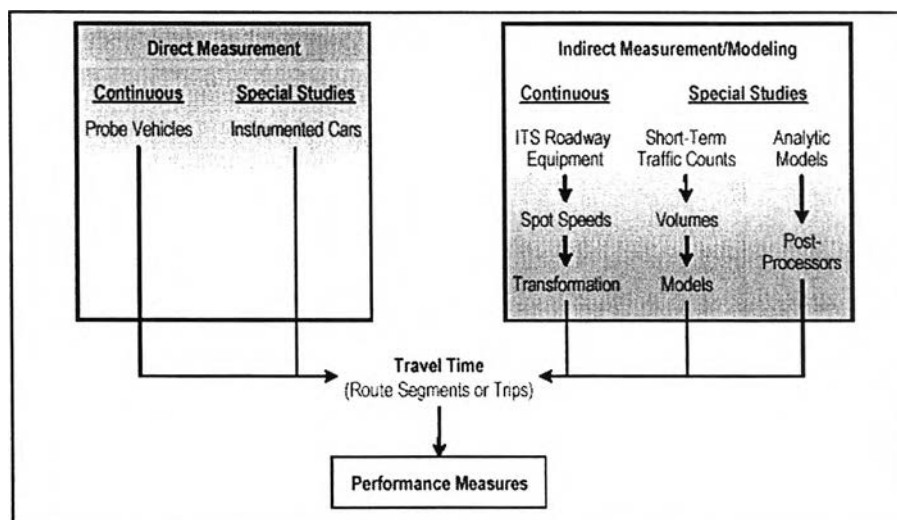 Direct Measurement
Continuous
Special Studies
Probe Vehicles
Instrumented Cars
Indirect Measurement/Modeling
Continuous
Special Studies
ITS Roadway
Equipment
Spot Speeds
Transformation
Short-Term
Traffic Counts
Volumes
Models
Analytic
Models
Post-
Processors
Travel Time
(Route Segments or Trips)
Performance Measures